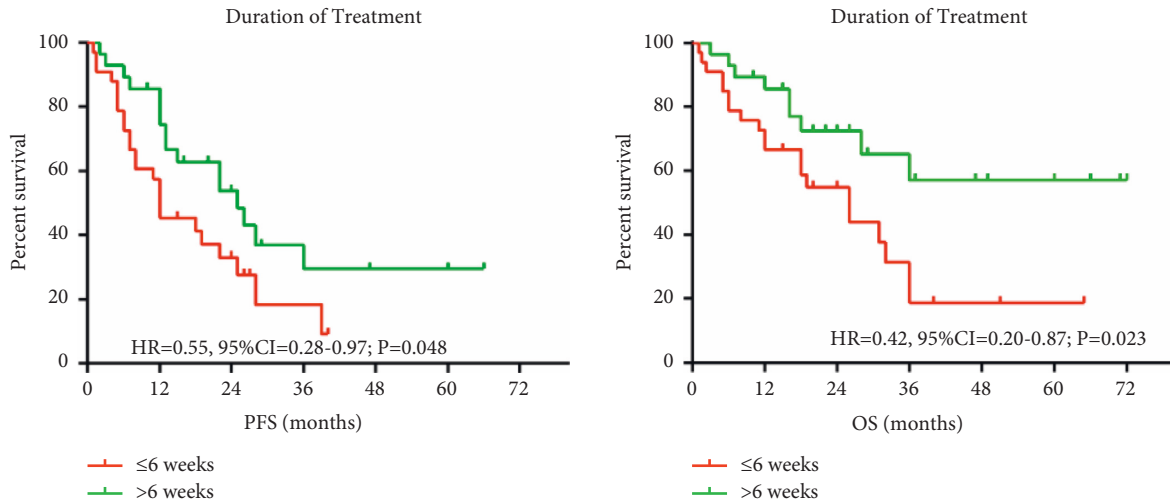 Duration of Treatment
100
80
60
40
20
0
Percent survival
HR=0.55, 95%CI=0.28-0.97; P=0.048
0 12 24 36 48 60 72
PFS (months)
≤6 weeks
>6 weeks
Duration of Treatment
100
80
60
40
20
0
Percent survival
HR=0.42, 95%CI=0.20-0.87; P=0.023
0 12 24 36 48 60 72
OS (months)
≤6 weeks
>6 weeks